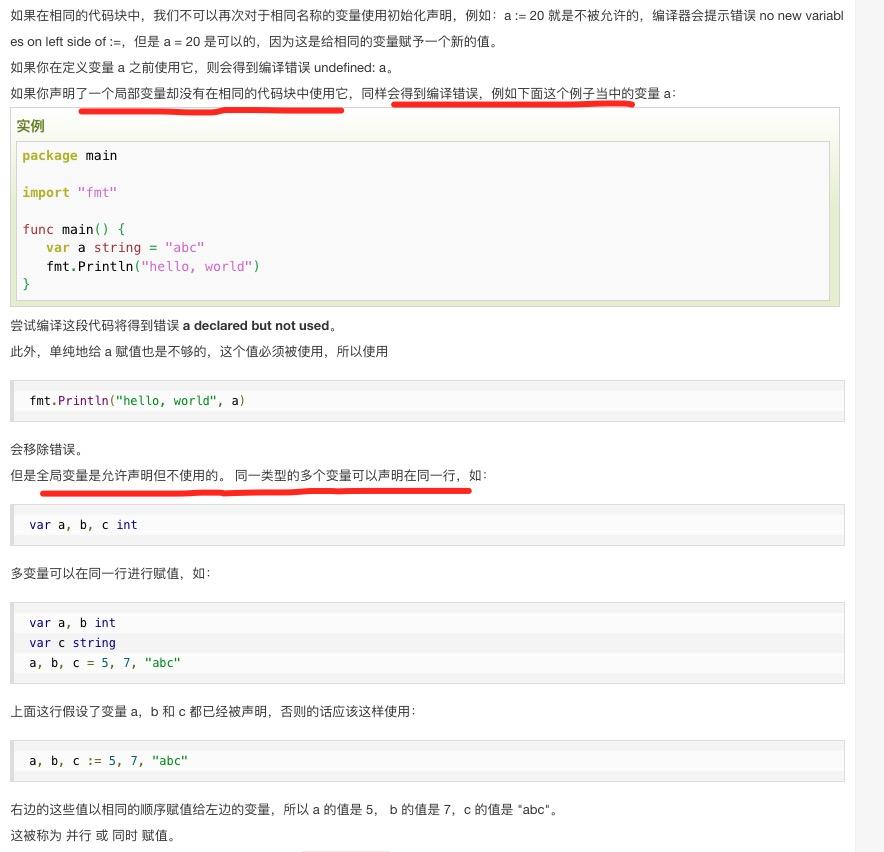 如果在相同的代码块中，我们不可以再次对于相同名称的变量使用初始化声明，例如：a := 20 就是不被允许的，编译器会提示错误 no new variabl
es on left side of :=，但是 a = 20 是可以的，因为这是给相同的变量赋予一个新的值。
如果你在定义变量 a 之前使用它，则会得到编译错误 undefined: a。
如果你声明了一个局部变量却没有在相同的代码块中使用它，同样会得到编译错误，例如下面这个例子当中的变量 a：
实例
package main
import "fmt"
func main() {
   var a string = "abc"
   fmt.Println("hello, world")
}
尝试编译这段代码将得到错误 a declared but not used。
此外，单纯地给 a 赋值也是不够的，这个值必须被使用，所以使用
fmt.Println("hello, world", a)
会移除错误。
但是全局变量是允许声明但不使用的。 同一类型的多个变量可以声明在同一行，如：
var a, b, c int
多变量可以在同一行进行赋值，如：
var a, b int
var c string
a, b, c = 5, 7, "abc"
上面这行假设了变量 a，b 和 c 都已经被声明，否则的话应该这样使用：
a, b, c := 5, 7, "abc"
右边的这些值以相同的顺序赋值给左边的变量，所以 a 的值是 5， b 的值是 7，c 的值是 "abc"。
这被称为 并行 或 同时 赋值。